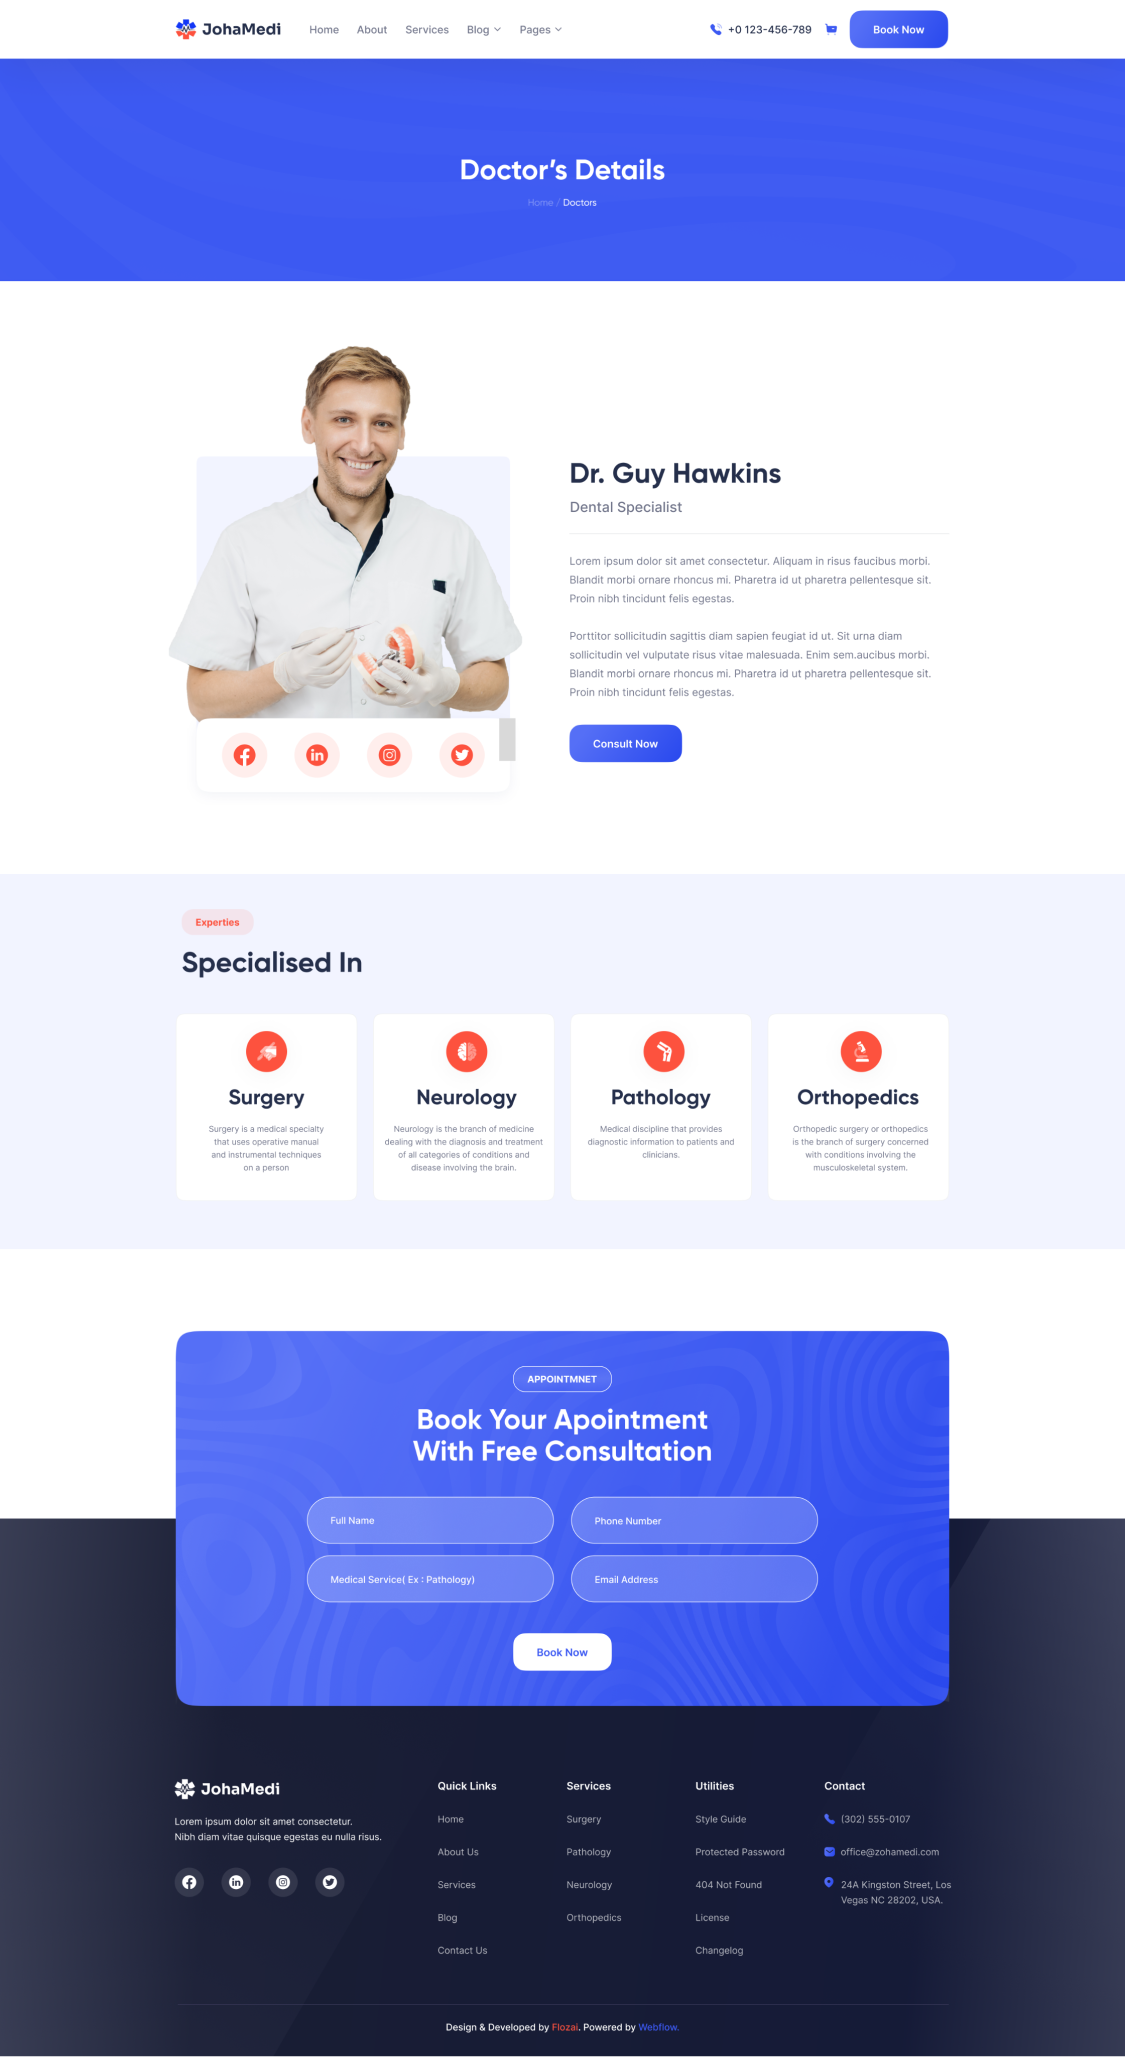 JohaMedi
Home About Services Blog Pages
+0 123-456-789
Book Now
Doctor's Details
Home / Doctors
Dr. Guy Hawkins
Dental Specialist
Lorem ipsum dolor sit amet consectetur. Aliquam in risus faucibus morbi.
Blandit morbi ornare rhoncus mi. Pharetra id ut pharetra pellentesque sit.
Proin nibh tincidunt felis egestas.
Porttitor sollicitudin sagittis diam sapien feugiat id ut. Sit urna diam
sollicitudin vel vulputate risus vitae malesuada. Enim sem.aucibus morbi.
Blandit morbi ornare rhoncus mi. Pharetra id ut pharetra pellentesque sit.
Proin nibh tincidunt felis egestas.
Consult Now
Experties
Specialised In
Surgery
Surgery is a medical specialty
that uses operative manual
and instrumental techniques
on a person
Neurology
Neurology is the branch of medicine
dealing with the diagnosis and treatment
of all categories of conditions and
disease involving the brain.
Pathology
Medical discipline that provides
diagnostic information to patients and
clinicians.
Orthopedics
Orthopedic surgery or orthopedics
is the branch of surgery concerned
with conditions involving the
musculoskeletal system.
APPOINTMNET
Book Your Apointment
With Free Consultation
Full Name
Phone Number
Medical Service( Ex : Pathology)
Email Address
Book Now
JohaMedi
Lorem ipsum dolor sit amet consectetur.
Nibh diam vitae quisque egestas eu nulla risus.
Quick Links
Home
About Us
Services
Blog
Contact Us
Services
Surgery
Pathology
Neurology
Orthopedics
Utilities
Style Guide
Protected Password
404 Not Found
License
Changelog
Contact
(302) 555-0107
office@zohamedi.com
24A Kingston Street, Los
Vegas NC 28202, USA.
Design & Developed by Flozai. Powered by Webflow.